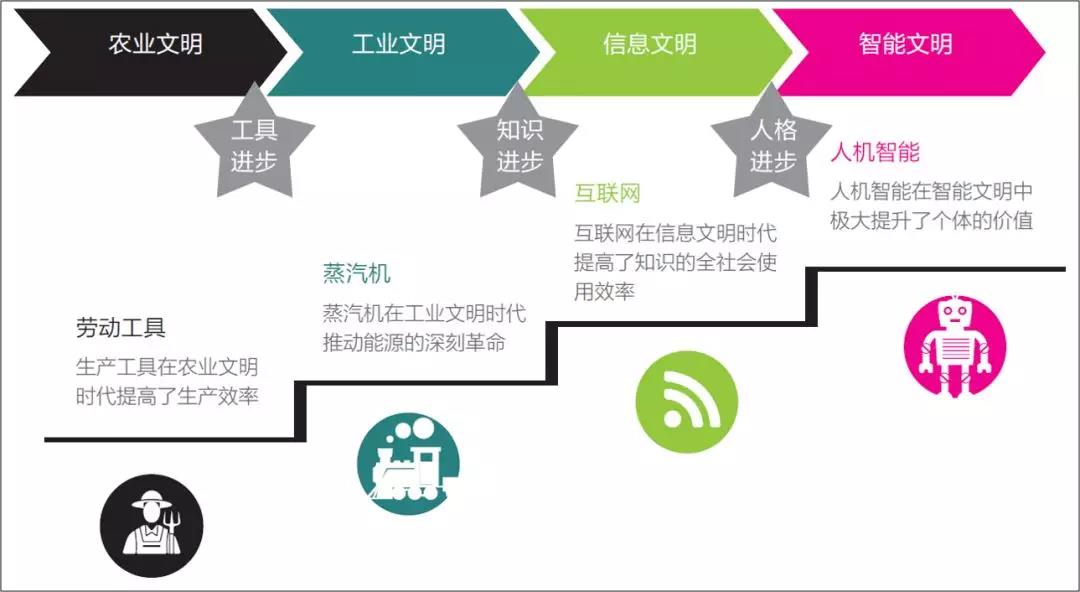 农业文明
工业文明
信息文明
智能文明
工具
进步
知识
进步
人格
进步
劳动工具
生产工具在农业文明
时代提高了生产效率
蒸汽机
蒸汽机在工业文明时代
推动能源的深刻革命
互联网
互联网在信息文明时代
提高了知识的全社会使
用效率
人机智能
人机智能在智能文明中
极大提升了个体的价值